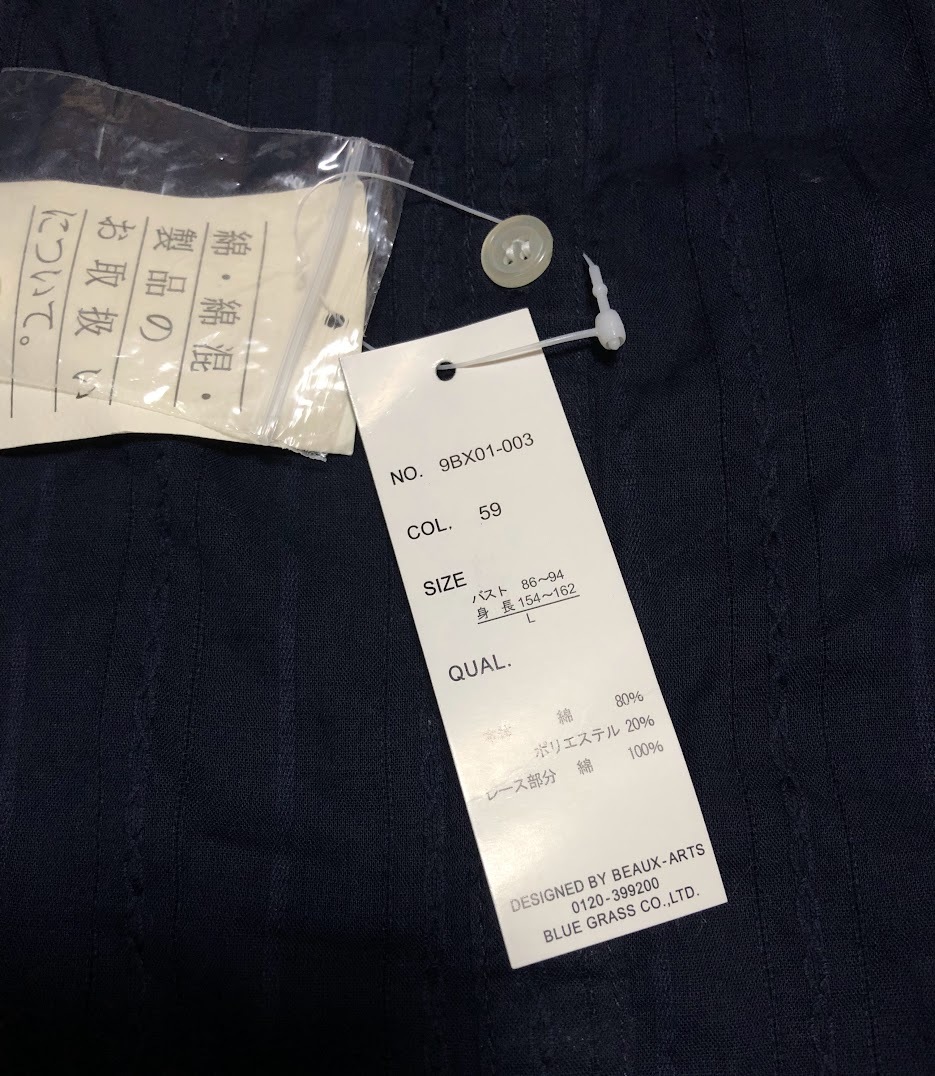 綿・綿混・
製品の
お取扱い
について。
NO. 9BX01-003
COL. 59
SIZE
バスト 86〜94
身 長 154〜162
L
QUAL.
綿 80%
ポリエステル 20%
レース部分 綿 100%
DESIGNED BY BEAUX-ARTS
0120-399200
BLUE GRASS CO.,LTD.